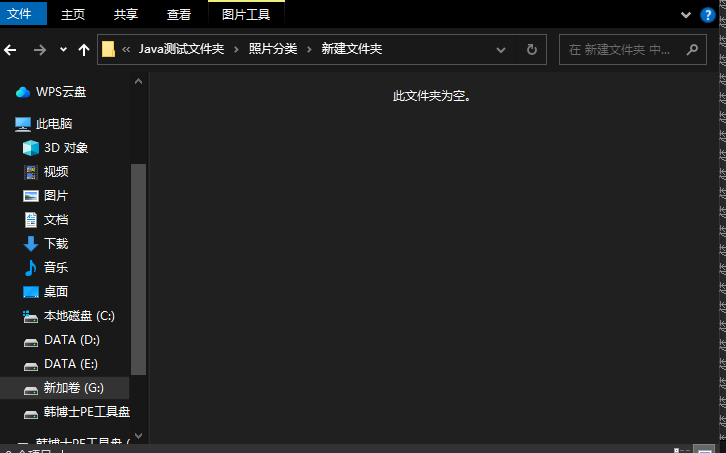 文件 主页 共享 查看 图片工具
Java测试文件夹 照片分类 新建文件夹 在 新建文件夹 中...
此文件夹为空。
WPS云盘
此电脑
3D 对象
视频
图片
文档
下载
音乐
桌面
本地磁盘 (C:)
DATA (D:)
DATA (E:)
新加卷 (G:)
韩博士PE工具盘
韩博士PE工具盘 (
0 个项目